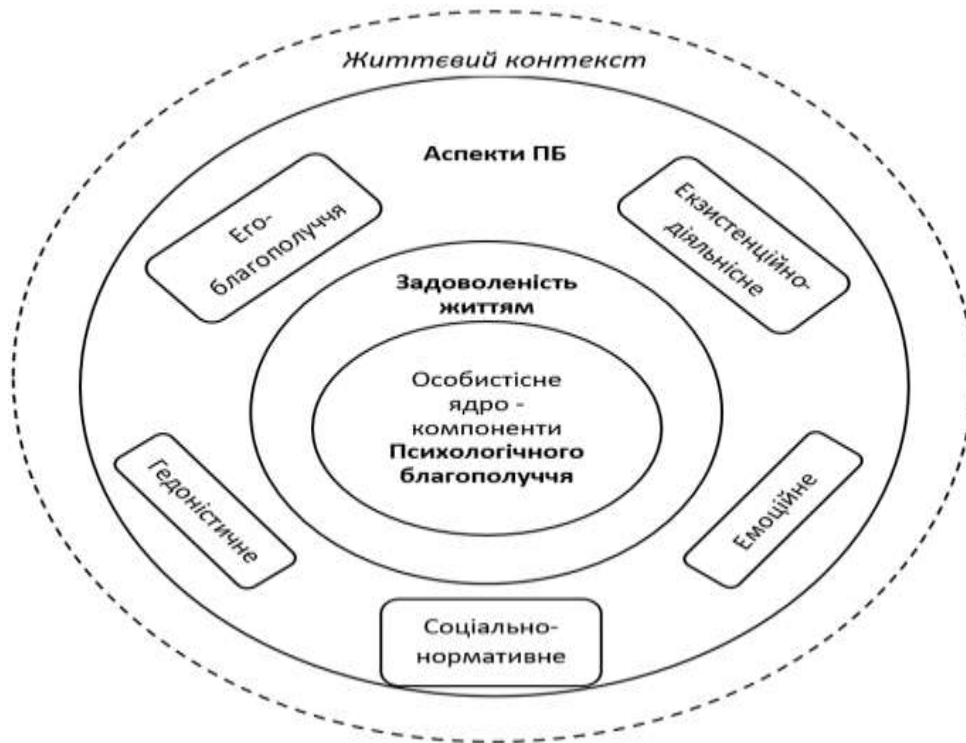 Життєвий контекст
Аспекти ПБ
Его-
благополуччя
Екзистенційно-
діяльнісне
Задоволеність
життям
Особистісне
ядро -
компоненти
Психологічного
благополуччя
Гедоністичне
Емоційне
Соціально-
нормативне